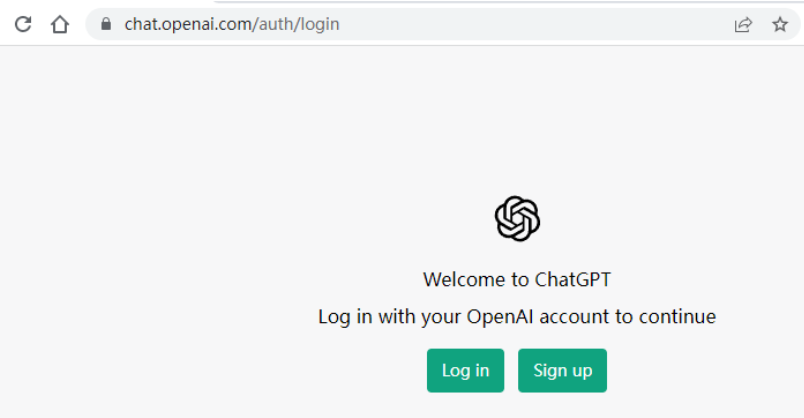 chat.openai.com/auth/login
Welcome to ChatGPT
Log in with your OpenAI account to continue
Log in Sign up